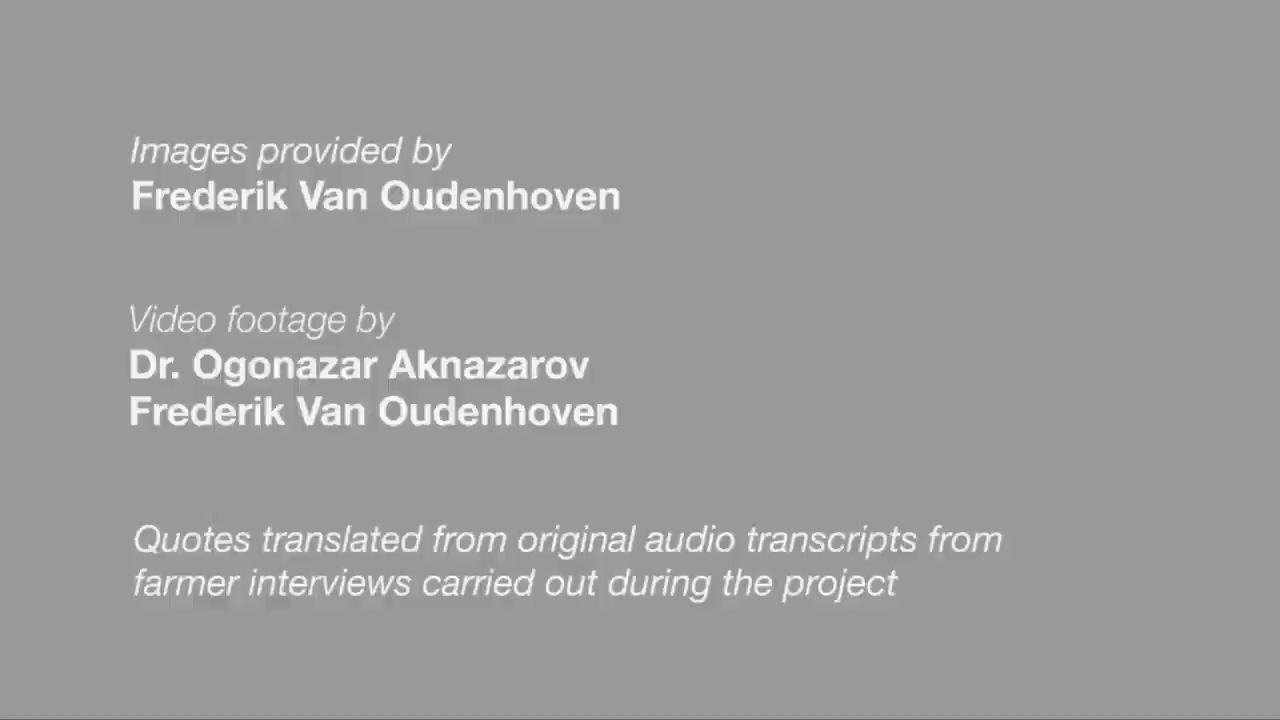 Images provided by
Frederik Van Oudenhoven
Video footage by
Dr. Ogonazar Aknazarov
Frederik Van Oudenhoven
Quotes translated from original audio transcripts from
farmer interviews carried out during the project